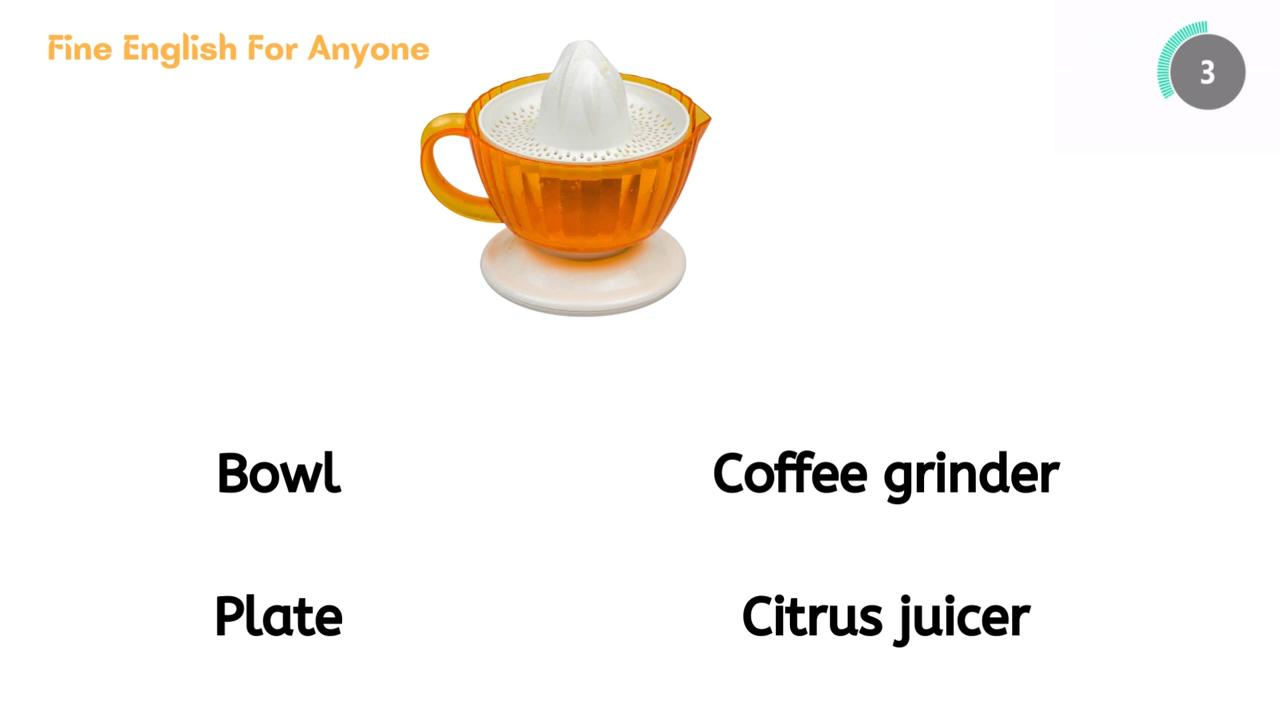 Fine English For Anyone
3
Bowl
Coffee grinder
Plate
Citrus juicer